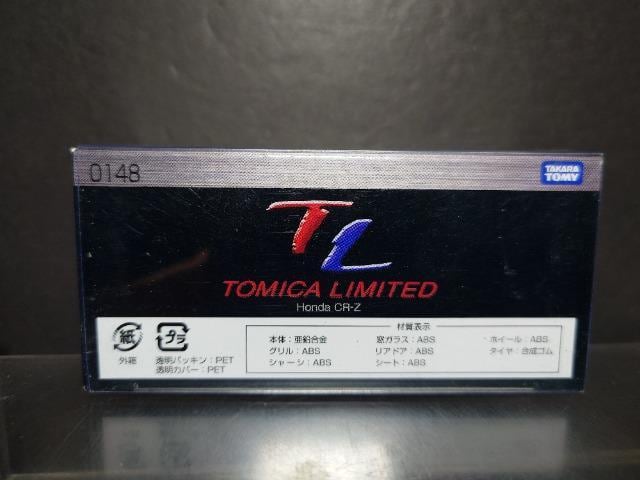 0148
TAKARA
TOMY
TL
TOMICA LIMITED
Honda CR-Z
材質表示
紙
外箱
プラ
透明パッキン：PET
透明カバー：PET
本体：亜鉛合金
グリル：ABS
シャーシ：ABS
窓ガラス：ABS
リアドア：ABS
シート：ABS
ホイール：ABS
タイヤ：合成ゴム